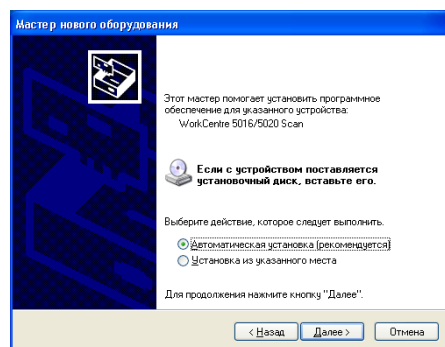 Мастер нового оборудования
Этот мастер помогает установить программное
обеспечение для указанного устройства:
WorkCentre 5016/5020 Scan
Если с устройством поставляется
установочный диск, вставьте его.
Выберите действие, которое следует выполнить.
Автоматическая установка (рекомендуется)
Установка из указанного места
Для продолжения нажмите кнопку "Далее".
< Назад
Далее >
Отмена